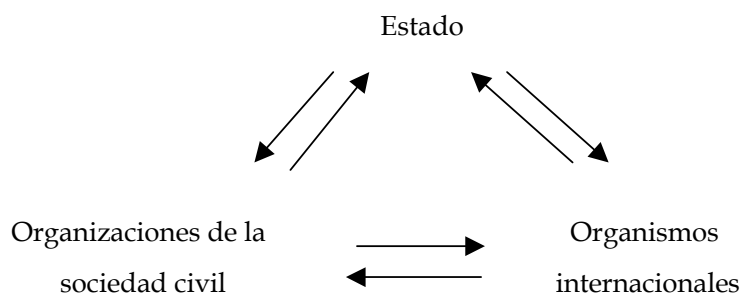 Estado
Organizaciones de la
sociedad civil
Organismos
internacionales